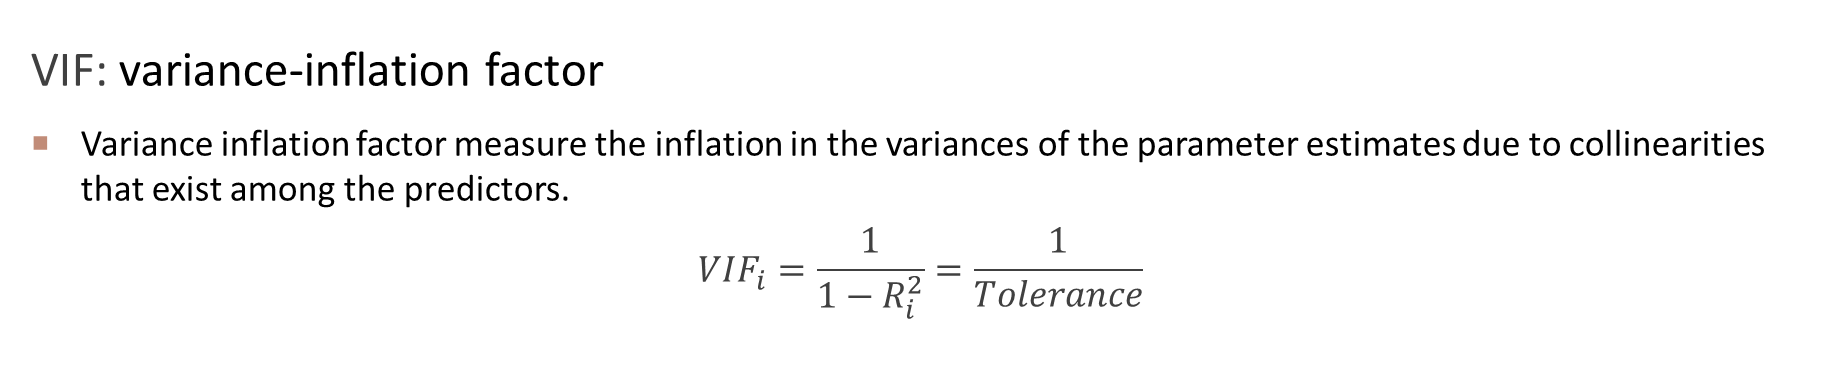 VIF: variance-inflation factor
▪ Variance inflation factor measure the inflation in the variances of the parameter estimates due to collinearities
that exist among the predictors.
VIF_i = 1 / (1 − R_i^2) = 1 / Tolerance